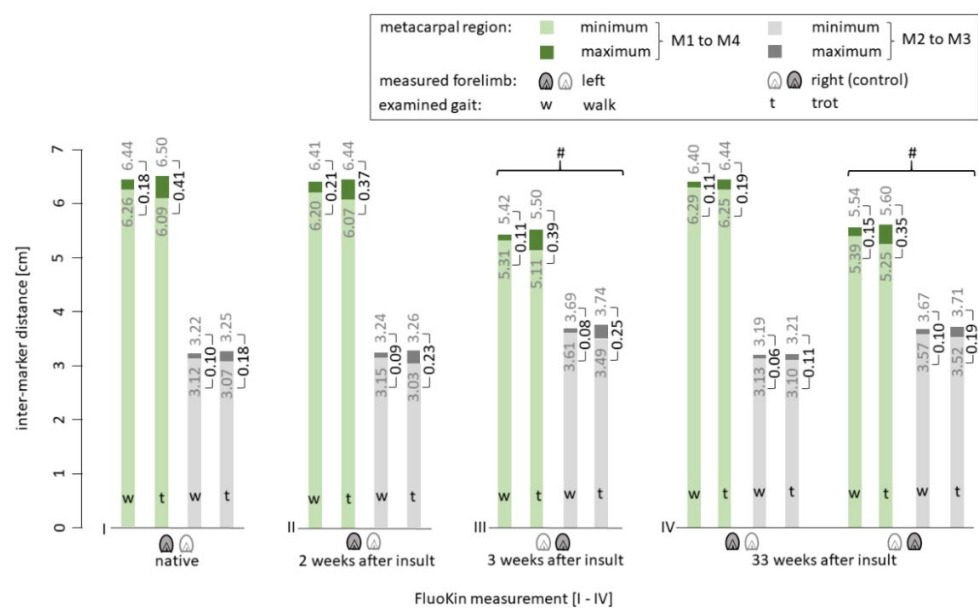 metacarpal region: minimum M1 to M4 minimum M2 to M3
maximum maximum
measured forelimb: left right (control)
examined gait: w walk t trot
inter-marker distance [cm]
7
6
5
4
3
2
1
0
6.44 6.50 6.41 6.44 # 6.40 6.44 #
0.18 0.41 0.21 0.37 0.11 0.19
6.26 6.09 6.20 6.07 6.29 6.25
5.42 5.50 5.54 5.60
0.11 0.39 0.15 0.35
5.31 5.11 5.39 5.25
3.22 3.25 3.24 3.26 3.69 3.74 3.19 3.21 3.67 3.71
0.10 0.18 0.09 0.23 0.08 0.25 0.06 0.11 0.10 0.19
3.12 3.07 3.15 3.03 3.61 3.49 3.13 3.10 3.57 3.52
w t w t w t w t w t w t w t w t w t w t
I II III IV
native 2 weeks after insult 3 weeks after insult 33 weeks after insult
FluoKin measurement [I - IV]